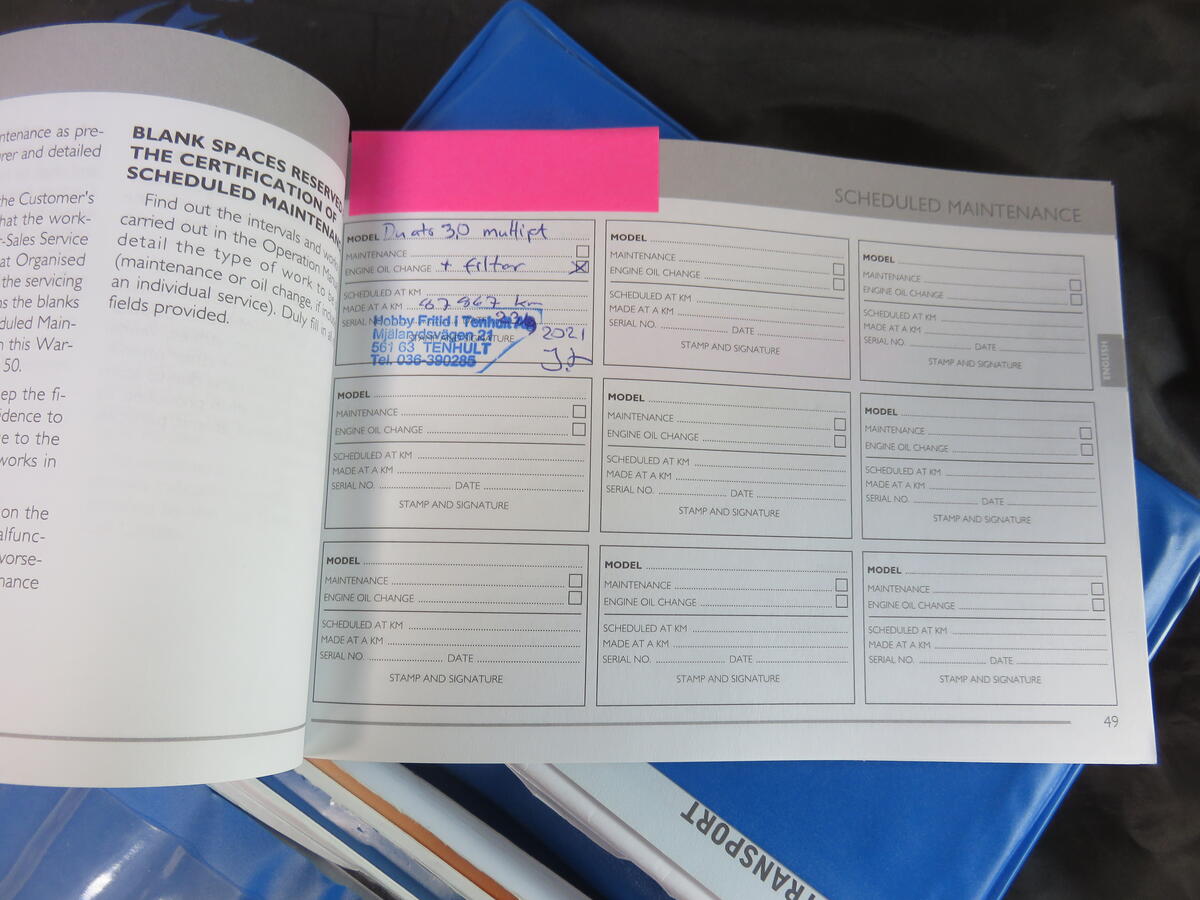 ntenance as pre-
rer and detailed
the Customer's
hat the work-
r-Sales Service
at Organised
the servicing
ns the blanks
duled Main-
n this War-
50.
ep the fi-
idence to
e to the
works in
on the
alfunc-
worse-
nance
BLANK SPACES RESERVED
THE CERTIFICATION OF
SCHEDULED MAINTENAN
Find out the intervals and work
carried out in the Operation Man
detail the type of work to be
(maintenance or oil change, if inclu
an individual service). Duly fill in al
fields provided.
SCHEDULED MAINTENANCE
MODEL Ducato 3,0 multijet
MAINTENANCE
ENGINE OIL CHANGE + filter
SCHEDULED AT KM
MADE AT A KM 87 867 km
SERIAL N
2021
Hobby Fritid i Tenhult AB
Mjälarydsvägen 21
561 63 TENHULT
Tel. 036-390285
MODEL
MAINTENANCE
ENGINE OIL CHANGE
SCHEDULED AT KM
MADE AT A KM
SERIAL NO. DATE
STAMP AND SIGNATURE
MODEL
MAINTENANCE
ENGINE OIL CHANGE
SCHEDULED AT KM
MADE AT A KM
SERIAL NO. DATE
STAMP AND SIGNATURE
MODEL
MAINTENANCE
ENGINE OIL CHANGE
SCHEDULED AT KM
MADE AT A KM
SERIAL NO. DATE
STAMP AND SIGNATURE
MODEL
MAINTENANCE
ENGINE OIL CHANGE
SCHEDULED AT KM
MADE AT A KM
SERIAL NO. DATE
STAMP AND SIGNATURE
MODEL
MAINTENANCE
ENGINE OIL CHANGE
SCHEDULED AT KM
MADE AT A KM
SERIAL NO. DATE
STAMP AND SIGNATURE
MODEL
MAINTENANCE
ENGINE OIL CHANGE
SCHEDULED AT KM
MADE AT A KM
SERIAL NO. DATE
STAMP AND SIGNATURE
MODEL
MAINTENANCE
ENGINE OIL CHANGE
SCHEDULED AT KM
MADE AT A KM
SERIAL NO. DATE
STAMP AND SIGNATURE
MODEL
MAINTENANCE
ENGINE OIL CHANGE
SCHEDULED AT KM
MADE AT A KM
SERIAL NO. DATE
STAMP AND SIGNATURE
ENGLISH
49
TRANSPORT